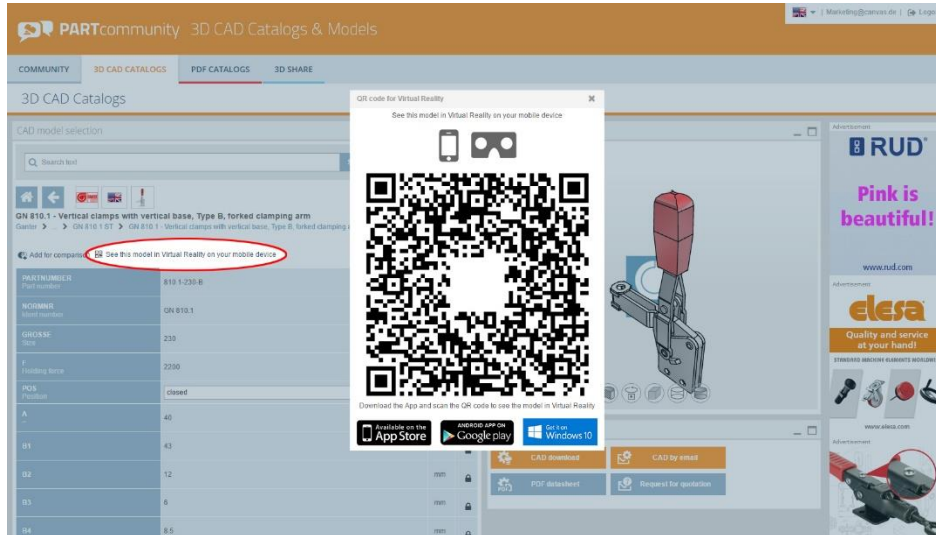 PARTcommunity 3D CAD Catalogs & Models
| Marketing@canvas.de |
COMMUNITY 3D CAD CATALOGS PDF CATALOGS 3D SHARE
3D CAD Catalogs
CAD model selection
Search text
GN 810.1 - Vertical clamps with vertical base, Type B, forked clamping arm
Ganter > ... > GN 810.1 ST > GN 810.1 - Vertical clamps with vertical base, Type B, forked clamping
Add for comparison
See this model in Virtual Reality on your mobile device
PARTNUMBER
Part number
810.1-230-B
NORMNR
Ident number
GN 810.1
GROSSE
Size
230
F
Holding force
2200
POS
Position
closed
A
40
B1
43
B2
12
mm
B3
6
mm
B4
8.5
mm
QR code for Virtual Reality
See this model in Virtual Reality on your mobile device
Download the App and scan the QR code to see the model in Virtual Reality
Available on the
App Store
ANDROID APP ON
Google play
Get it on
Windows 10
CAD download
CAD by email
PDF
PDF datasheet
Request for quotation
Advertisement
RUD
Pink is
beautiful!
www.rud.com
Advertisement
elesa
Quality and service
at your hand!
STANDARD MACHINE ELEMENTS WORLDWIDE
www.elesa.com
Advertisement